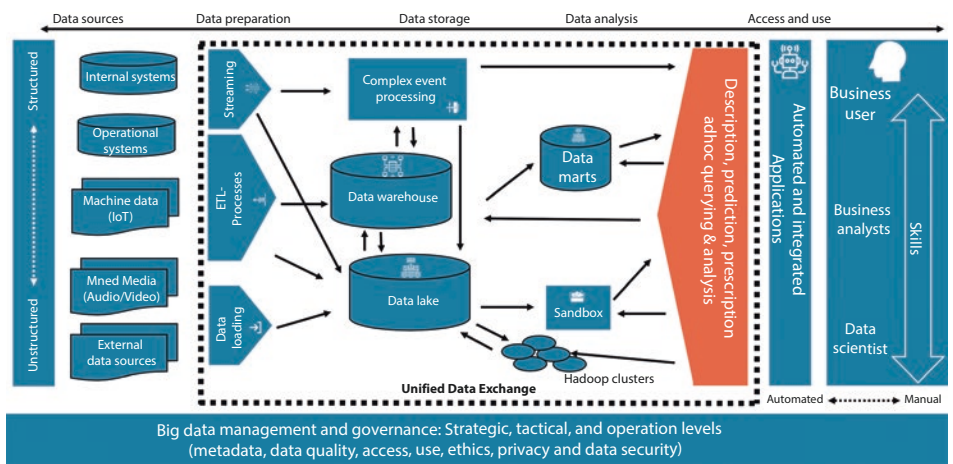 Data sources
Data preparation
Data storage
Data analysis
Access and use
Structured
Unstructured
Internal systems
Operational
systems
Machine data
(IoT)
Mned Media
(Audio/Video)
External
data sources
Streaming
ETL-
Processes
Data
loading
Complex event
processing
Data warehouse
Data lake
Data
marts
Sandbox
Hadoop clusters
Unified Data Exchange
Description, prediction, prescription
adhoc querying & analysis
Automated and integrated
Applications
Business
user
Business
analysts
Data
scientist
Skills
Automated
Manual
Big data management and governance: Strategic, tactical, and operation levels
(metadata, data quality, access, use, ethics, privacy and data security)